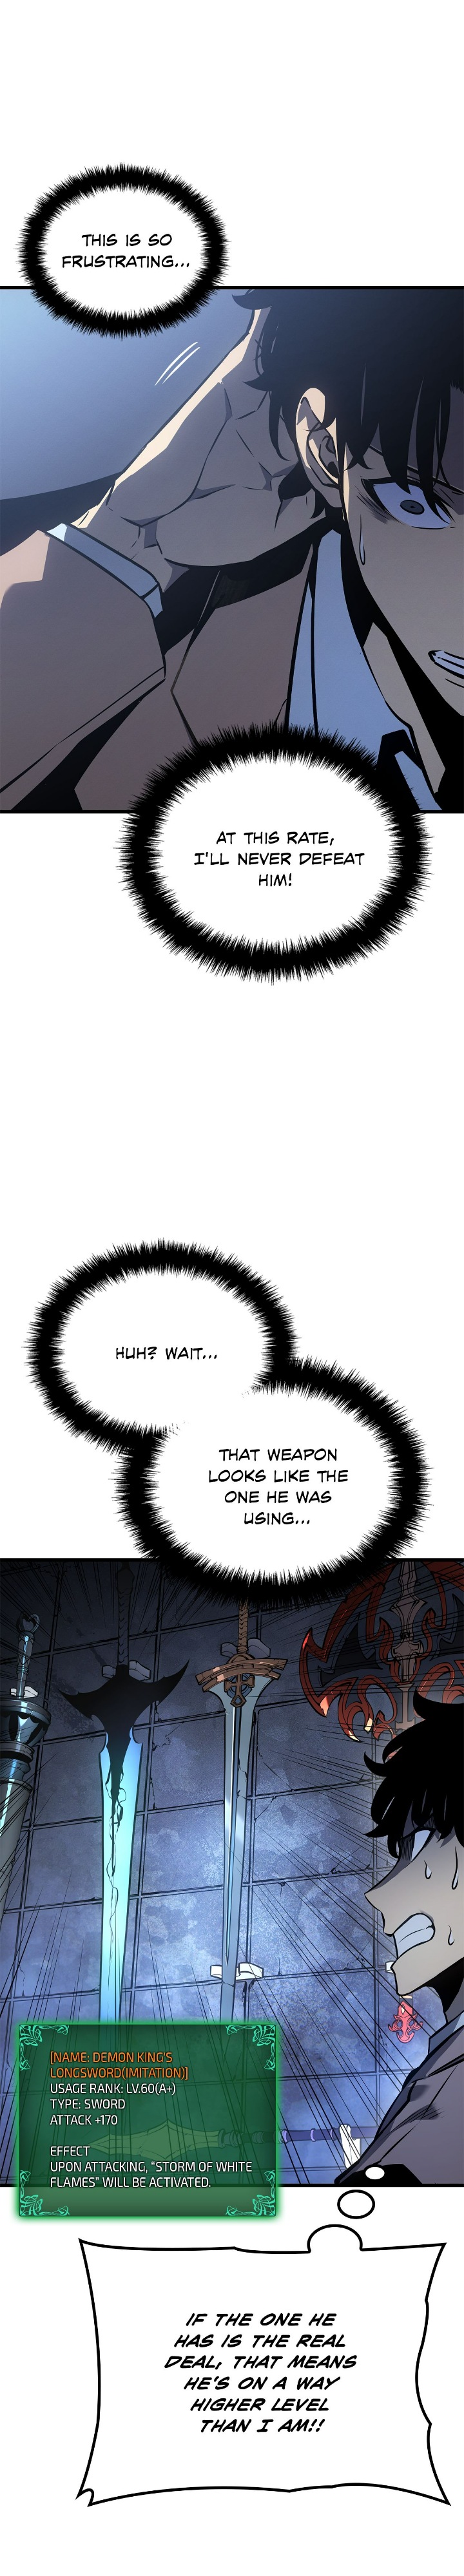 THIS IS SO
FRUSTRATING...
AT THIS RATE,
I'LL NEVER DEFEAT
HIM!
HUH? WAIT...
THAT WEAPON
LOOKS LIKE THE
ONE HE WAS
USING...
[NAME: DEMON KING'S
LONGSWORD(IMITATION)]
USAGE RANK: LV.60(A+)
TYPE: SWORD
ATTACK +170
EFFECT
UPON ATTACKING, "STORM OF WHITE
FLAMES" WILL BE ACTIVATED.
IF THE ONE HE
HAS IS THE REAL
DEAL, THAT MEANS
HE'S ON A WAY
HIGHER LEVEL
THAN I AM!!